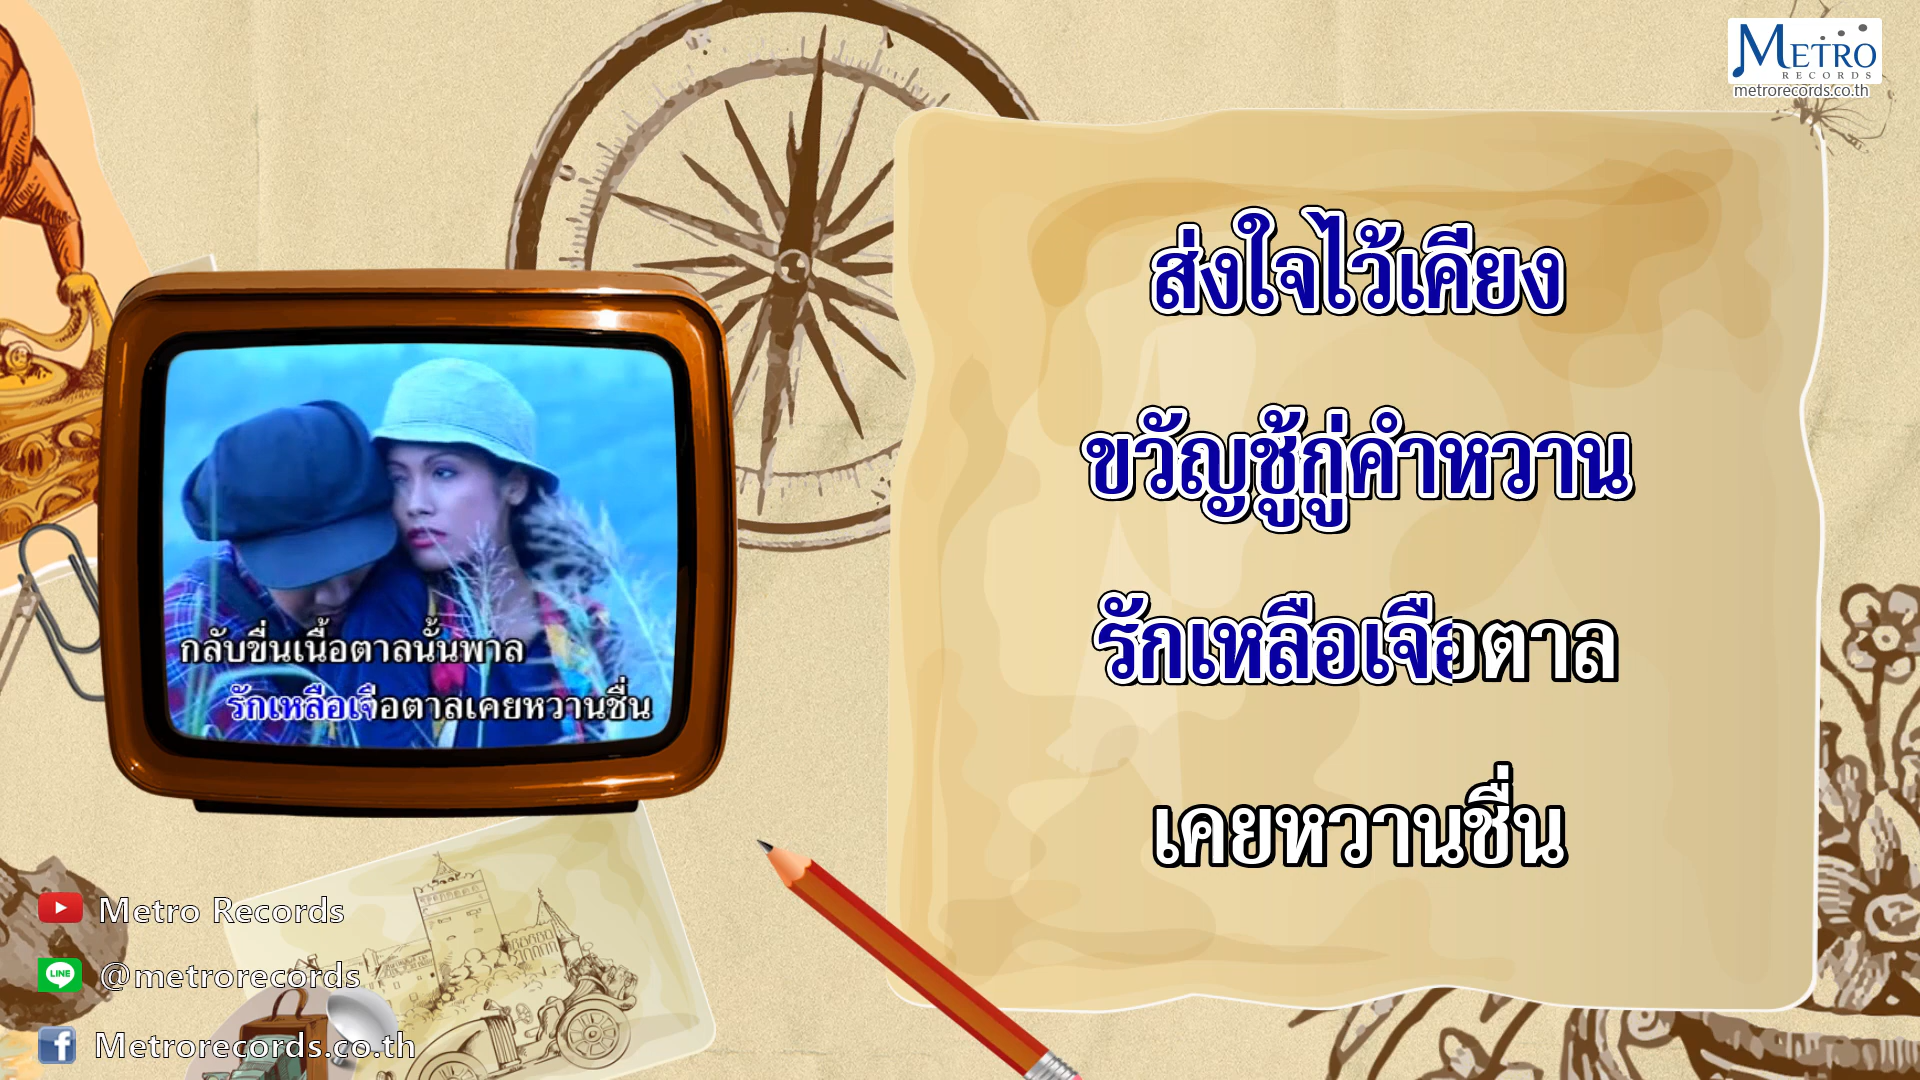 METRO
RECORDS
metrorecords.co.th
ส่งใจไว้เคียง
ขวัญชู้กู่คำหวาน
รักเหลือเจือตาล
เคยหวานชื่น
กลับขื่นเนื้อตาลนั้นพาล
รักเหลือเจือตาลเคยหวานชื่น
Metro Records
LINE
@metrorecords
f
Metrorecords.co.th